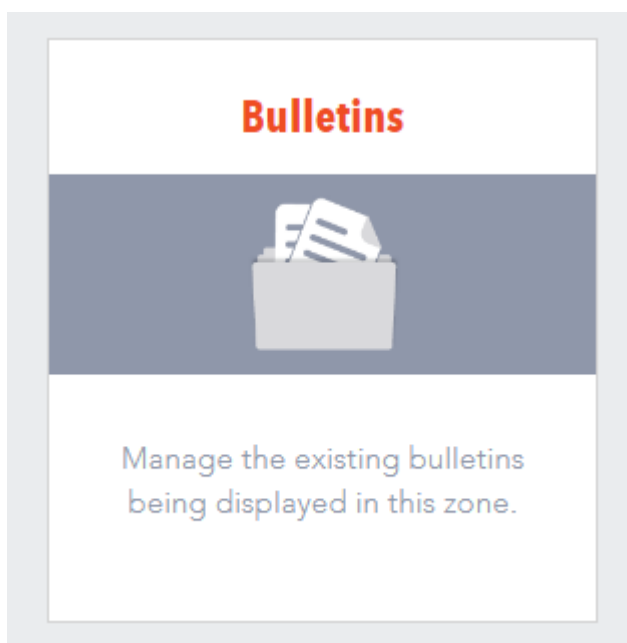 Bulletins
Manage the existing bulletins
being displayed in this zone.